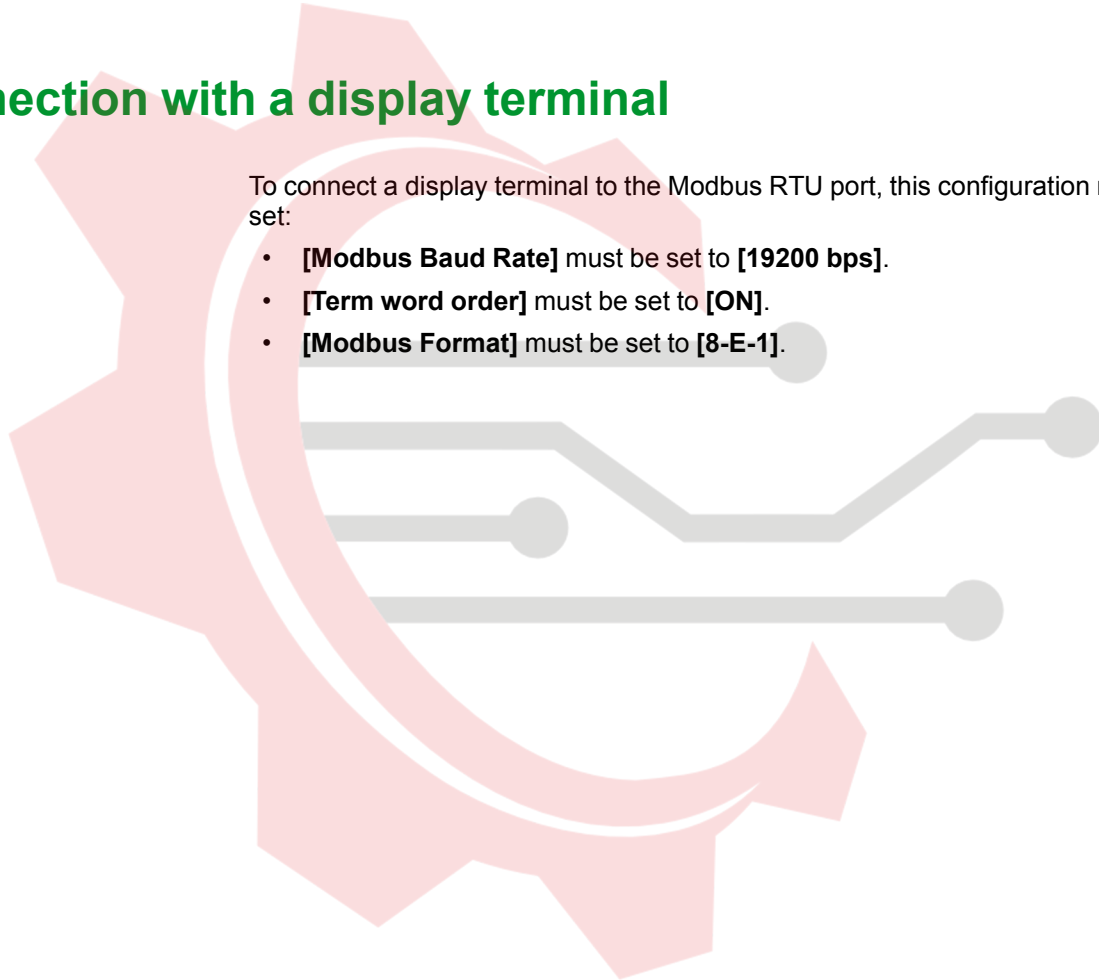 nection with a display terminal
To connect a display terminal to the Modbus RTU port, this configuration
set:
• [Modbus Baud Rate] must be set to [19200 bps].
• [Term word order] must be set to [ON].
• [Modbus Format] must be set to [8-E-1].